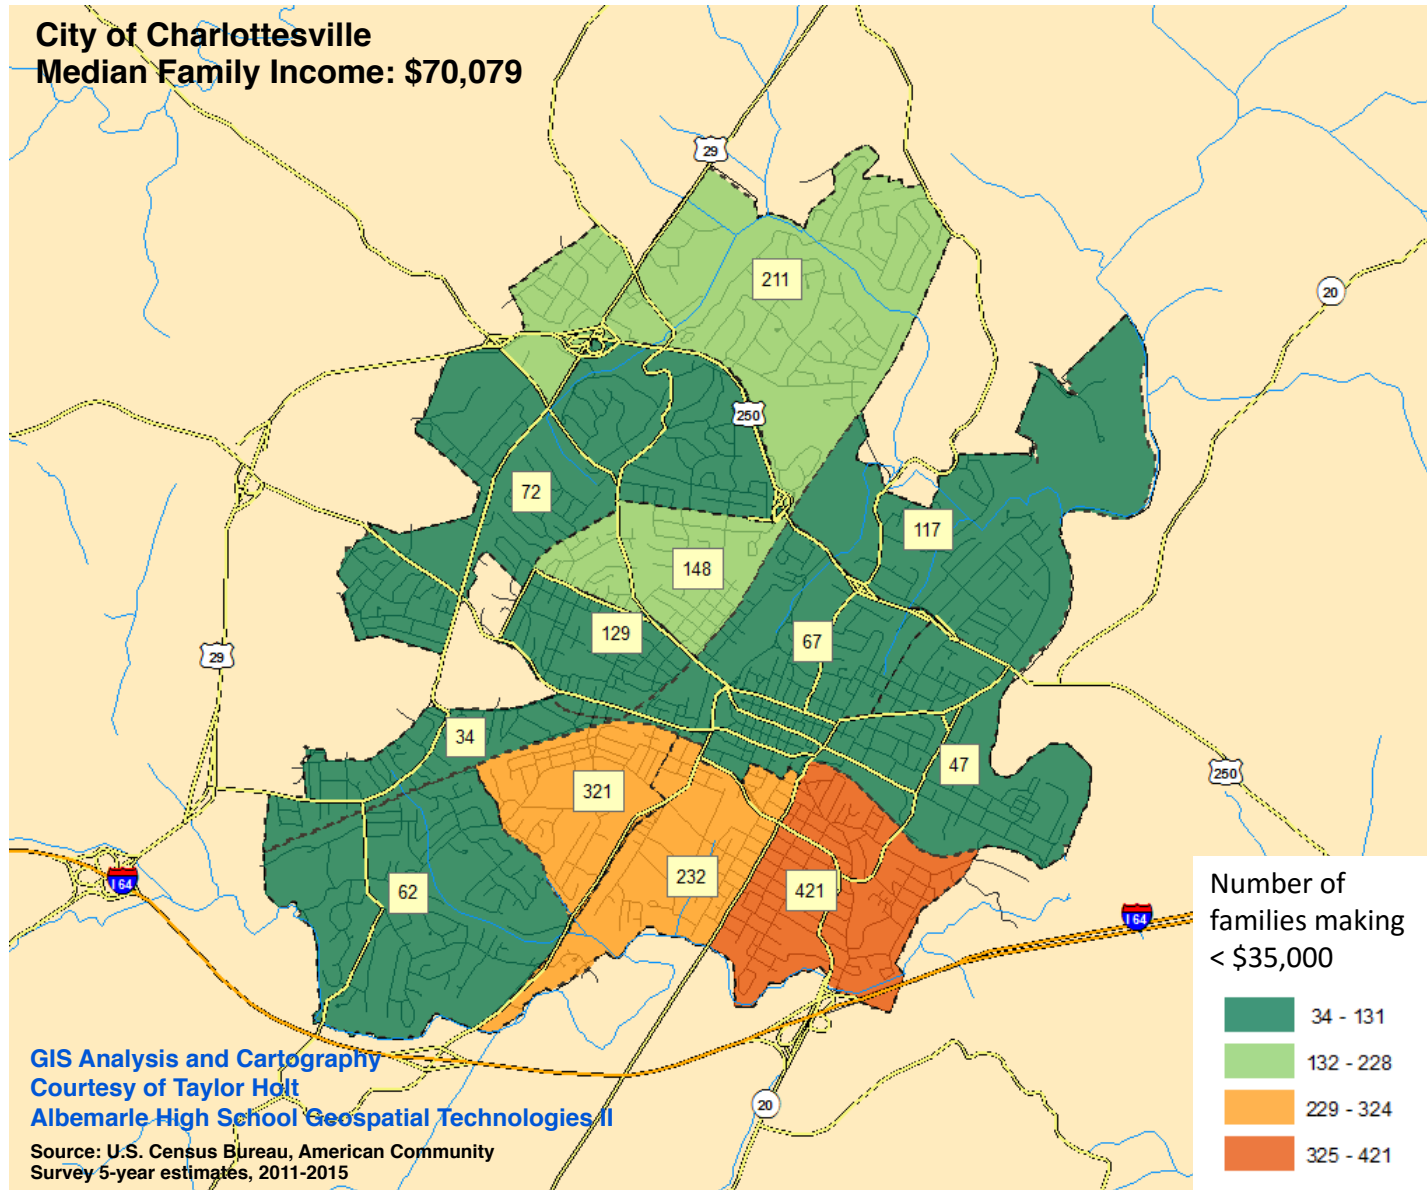 City of Charlottesville
Median Family Income: $70,079
29
211
20
250
72
117
148
129
67
29
34
47
321
250
62
232
421
I 64
I 64
Number of
families making
< $35,000
34 - 131
132 - 228
229 - 324
325 - 421
GIS Analysis and Cartography
Courtesy of Taylor Holt
Albemarle High School Geospatial Technologies II
20
Source: U.S. Census Bureau, American Community
Survey 5-year estimates, 2011-2015